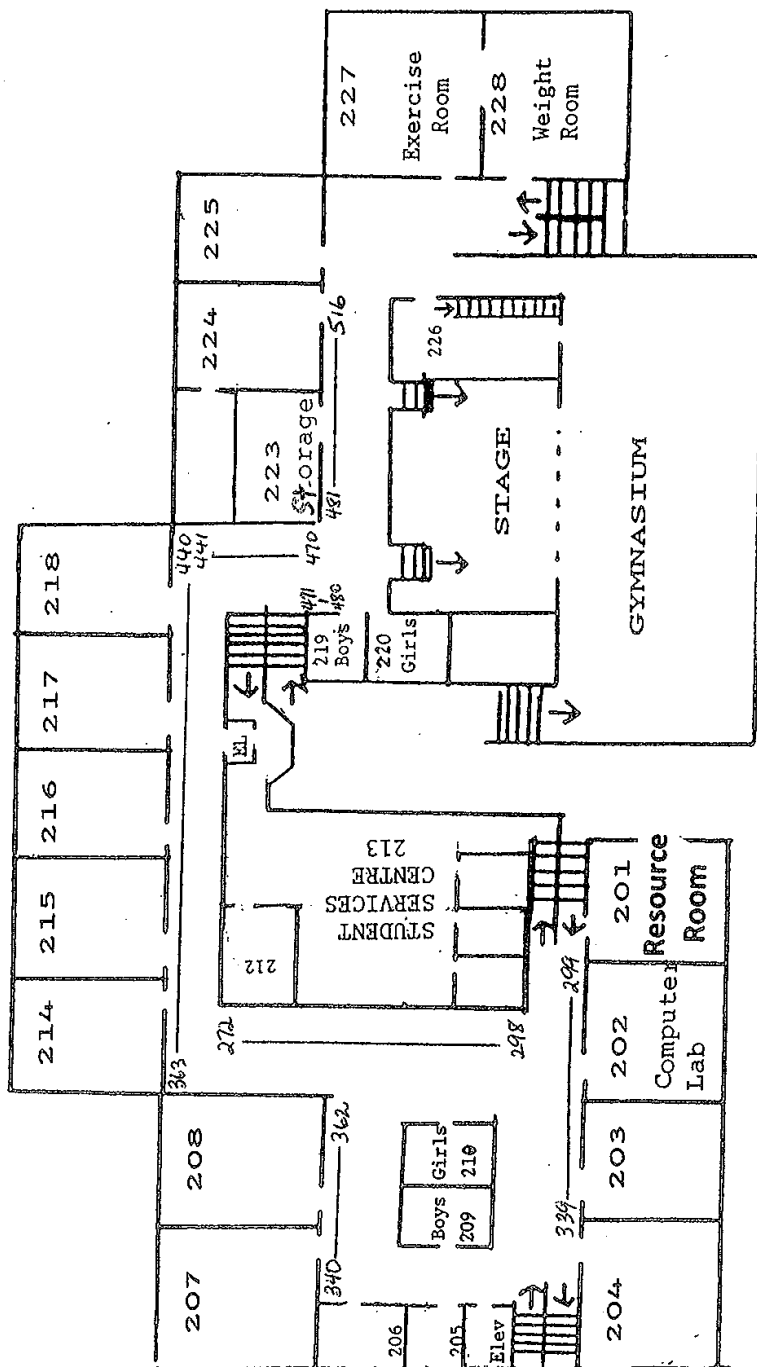 214
215
216
217
218
363
440
441
470
207
208
340
362
272
298
212
STUDENT
SERVICES
CENTRE
213
EL
219
Boys
471
480
220
Girls
223
Storage
224
225
481
516
226
STAGE
GYMNASIUM
227
Exercise
Room
228
Weight
Room
206
205
Elev
Boys
209
Girls
210
339
299
204
203
202
Computer
Lab
201
Resource
Room